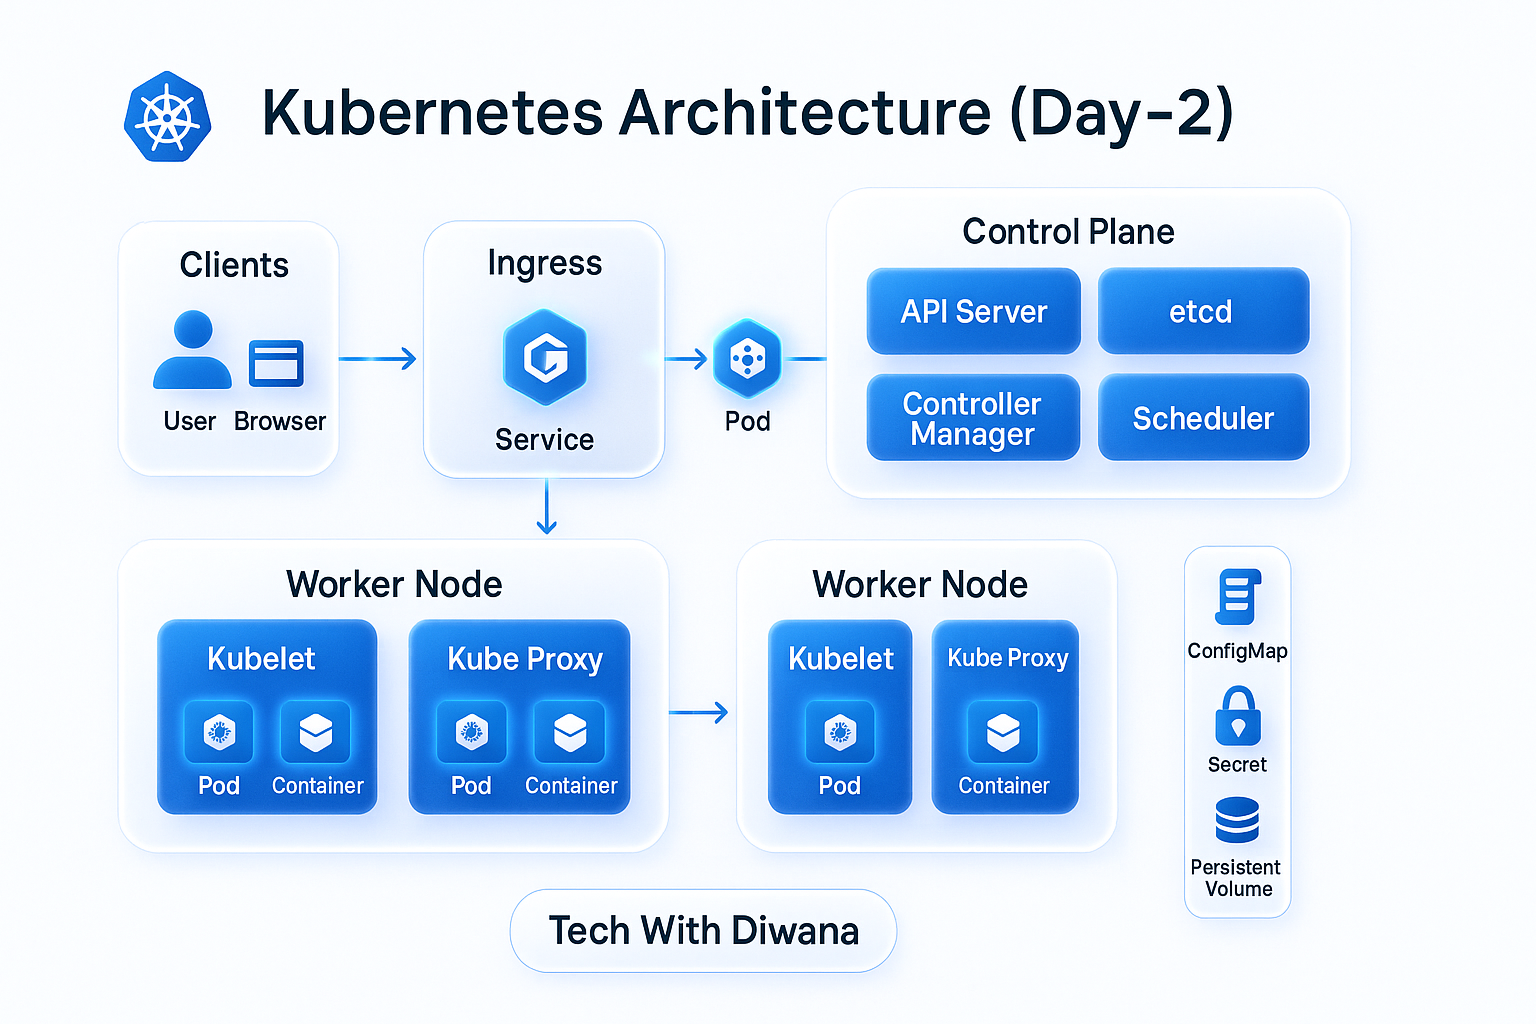 Kubernetes Architecture (Day-2)
Clients
User
Browser
Ingress
Service
Pod
Control Plane
API Server
etcd
Controller
Manager
Scheduler
Worker Node
Kubelet
Pod
Container
Kube Proxy
Pod
Container
Worker Node
Kubelet
Pod
Kube Proxy
Container
ConfigMap
Secret
Persistent
Volume
Tech With Diwana